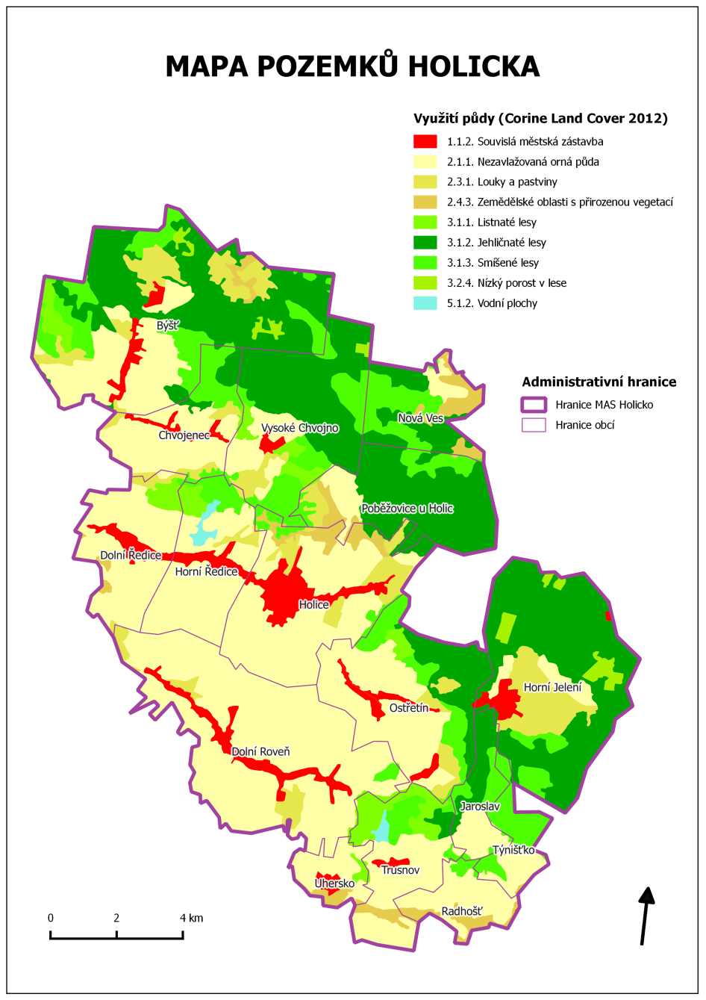 MAPA POZEMKŮ HOLICKA
Využití půdy (Corine Land Cover 2012)
1.1.2. Souvislá městská zástavba
2.1.1. Nezavlažovaná orná půda
2.3.1. Louky a pastviny
2.4.3. Zemědělské oblasti s přirozenou vegetací
3.1.1. Listnaté lesy
3.1.2. Jehličnaté lesy
3.1.3. Smíšené lesy
3.2.4. Nízký porost v lese
5.1.2. Vodní plochy
Býšť
Administrativní hranice
Hranice MAS Holicko
Hranice obcí
Nová Ves
Vysoké Chvojno
Chvojenec
Poběžovice u Holic
Dolní Ředice
Horní Ředice
Holice
Horní Jelení
Ostřetín
Dolní Roveň
Jaroslav
Týnišťko
Trusnov
Uhersko
Radhošť
0 2 4 km